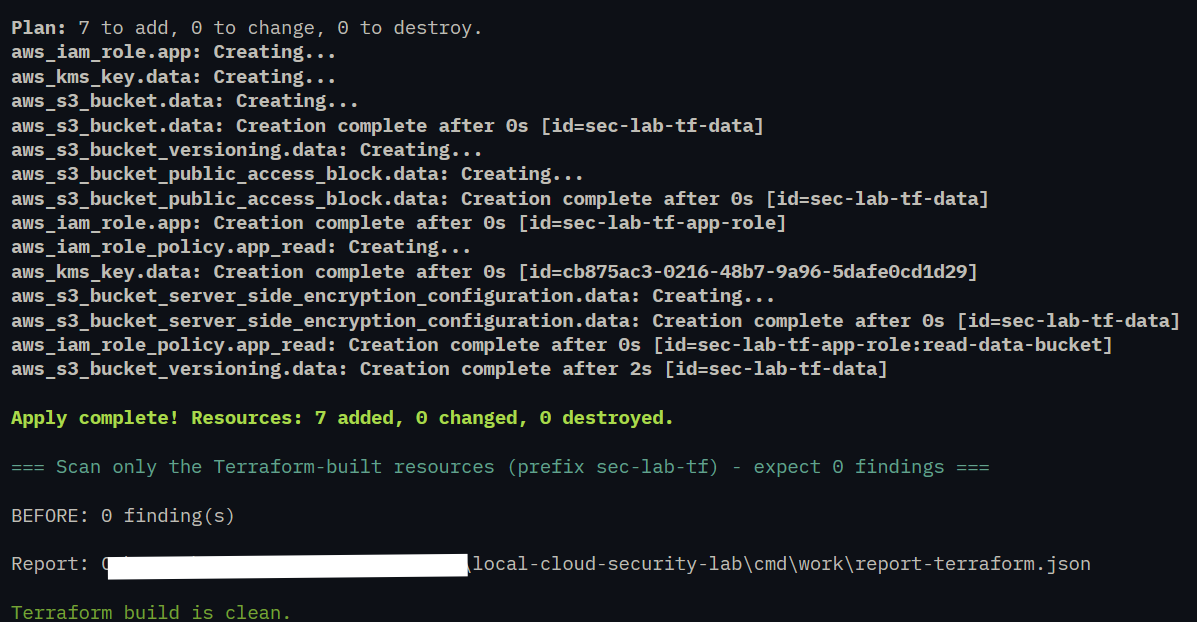 Plan: 7 to add, 0 to change, 0 to destroy.
aws_iam_role.app: Creating...
aws_kms_key.data: Creating...
aws_s3_bucket.data: Creating...
aws_s3_bucket.data: Creation complete after 0s [id=sec-lab-tf-data]
aws_s3_bucket_versioning.data: Creating...
aws_s3_bucket_public_access_block.data: Creating...
aws_s3_bucket_public_access_block.data: Creation complete after 0s [id=sec-lab-tf-data]
aws_iam_role.app: Creation complete after 0s [id=sec-lab-tf-app-role]
aws_iam_role_policy.app_read: Creating...
aws_kms_key.data: Creation complete after 0s [id=cb875ac3-0216-48b7-9a96-5dafe0cd1d29]
aws_s3_bucket_server_side_encryption_configuration.data: Creating...
aws_s3_bucket_server_side_encryption_configuration.data: Creation complete after 0s [id=sec-lab-tf-data]
aws_iam_role_policy.app_read: Creation complete after 0s [id=sec-lab-tf-app-role:read-data-bucket]
aws_s3_bucket_versioning.data: Creation complete after 2s [id=sec-lab-tf-data]
Apply complete! Resources: 7 added, 0 changed, 0 destroyed.
=== Scan only the Terraform-built resources (prefix sec-lab-tf) - expect 0 findings ===
BEFORE: 0 finding(s)
Report: \local-cloud-security-lab\cmd\work\report-terraform.json
Terraform build is clean.